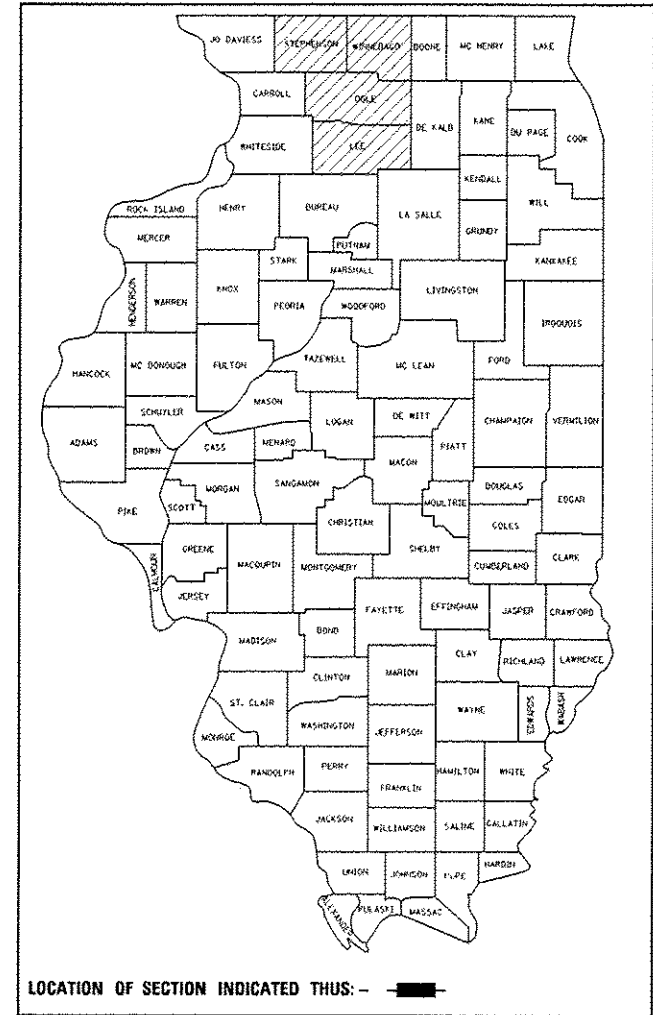 JO DAVIESS STEPHENSON WINNEBAGO BOONE MC HENRY LAKE
CARROLL OGLE
DE KALB KANE DU PAGE COOK
WHITESIDE LEE
KENDALL WILL
ROCK ISLAND HENRY BUREAU LA SALLE
MERCER PUTNAM GRUNDY
STARK MARSHALL KANKAKEE
HENDERSON WARREN KNOX PEORIA WOODFORD LIVINGSTON
IROQUOIS
HANCOCK MC DONOUGH FULTON TAZEWELL MC LEAN FORD
SCHUYLER MASON
ADAMS BROWN CASS MENARD LOGAN DE WITT PIATT CHAMPAIGN VERMILION
MACON
PIKE SCOTT MORGAN SANGAMON MOULTRIE DOUGLAS EDGAR
CHRISTIAN COLES
CALHOUN GREENE MACOUPIN MONTGOMERY SHELBY CUMBERLAND CLARK
JERSEY
FAYETTE EFFINGHAM JASPER CRAWFORD
MADISON BOND
CLAY RICHLAND LAWRENCE
CLINTON MARION
ST. CLAIR WAYNE EDWARDS WABASH
WASHINGTON JEFFERSON
MONROE
RANDOLPH PERRY HAMILTON WHITE
FRANKLIN
JACKSON WILLIAMSON SALINE GALLATIN
UNION JOHNSON POPE HARDIN
ALEXANDER PULASKI MASSAC
LOCATION OF SECTION INDICATED THUS: -